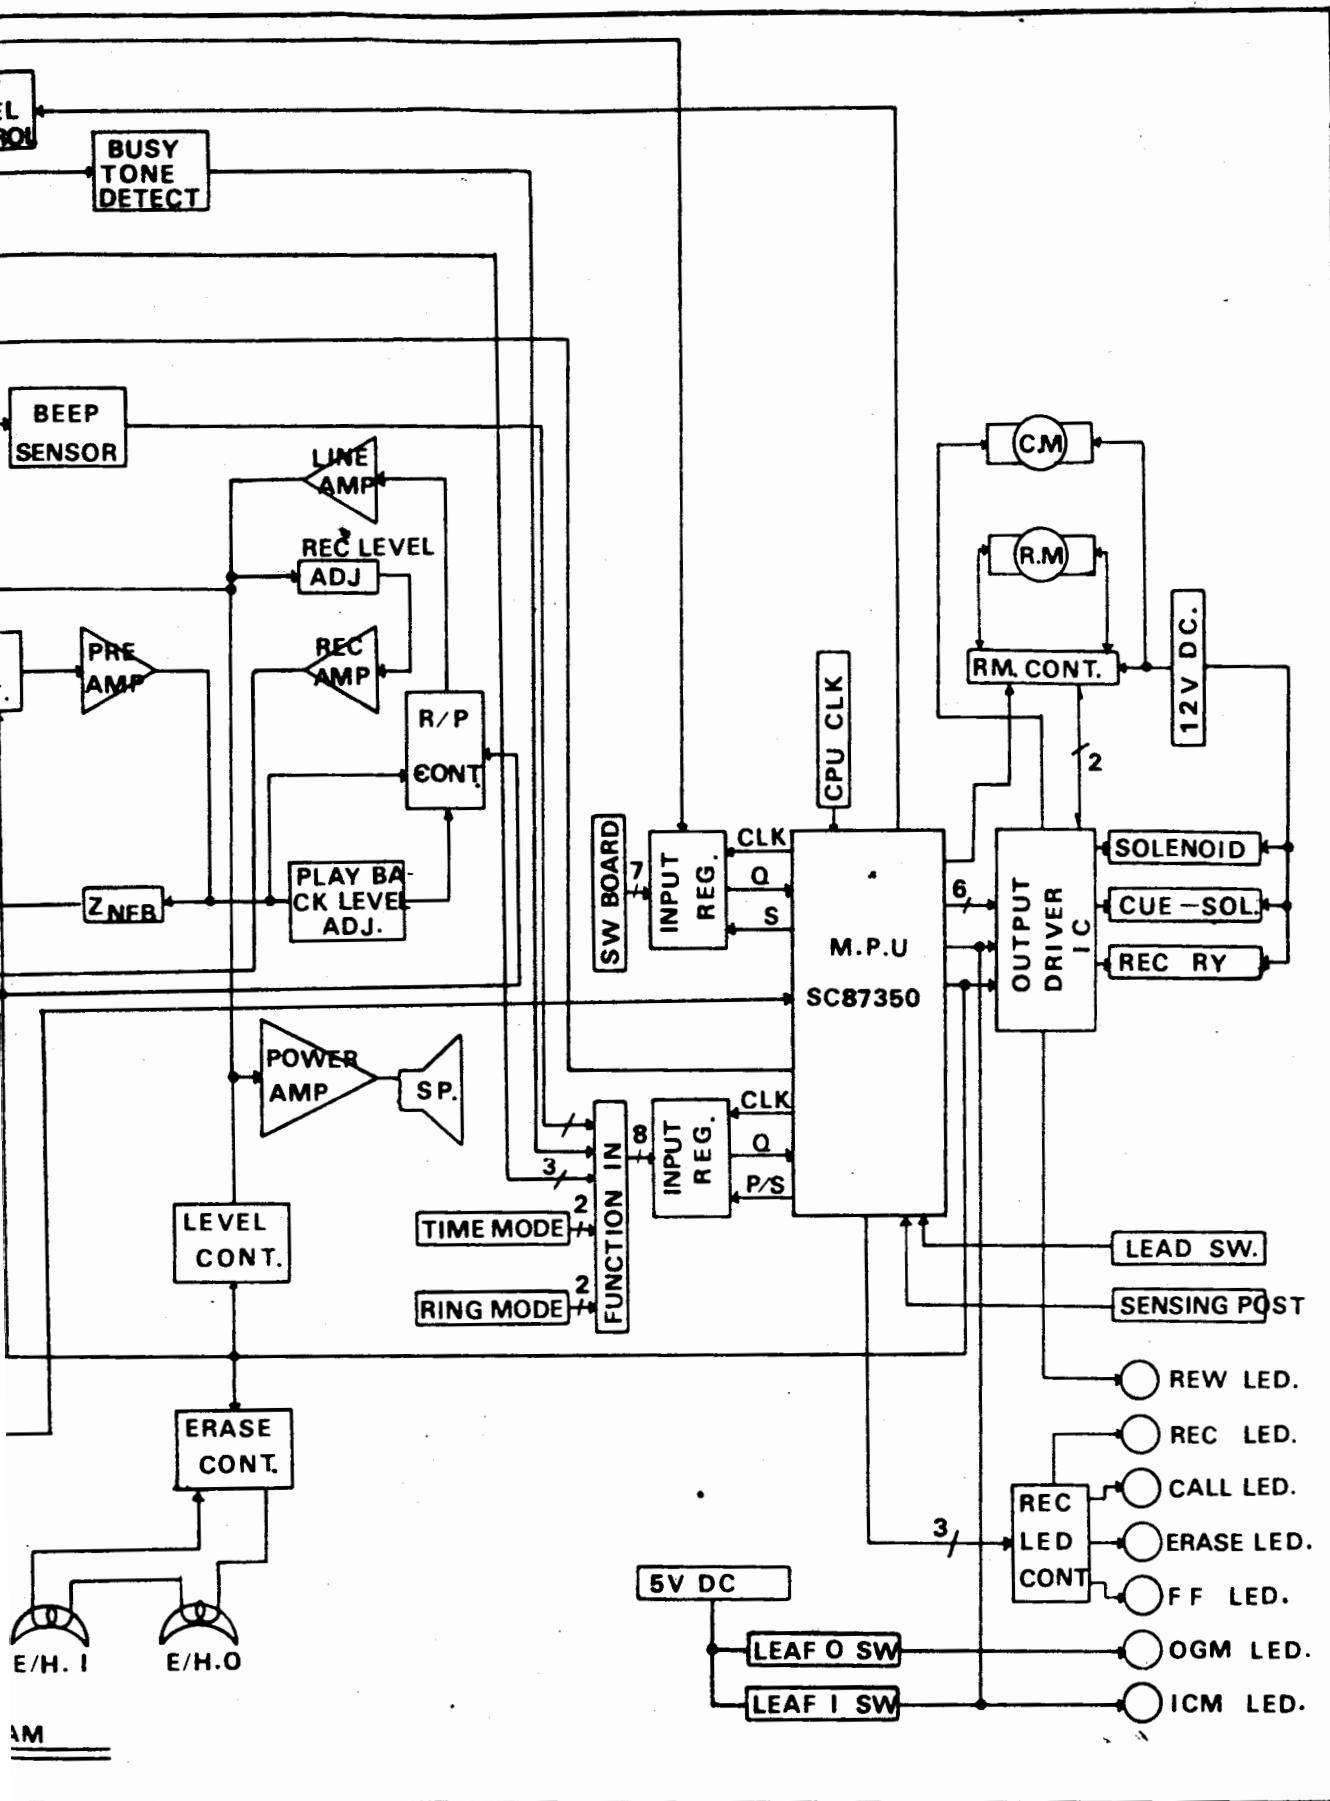 BUSY
TONE
DETECT
BEEP
SENSOR
LINE
AMP
REC LEVEL
ADJ
PRE
AMP
REC
AMP
R/P
CONT.
PLAY BA-
CK LEVEL
ADJ.
ZNFB
POWER
AMP
SP.
LEVEL
CONT.
ERASE
CONT.
E/H. I
E/H.O
C.M
R.M
RM. CONT.
12V DC.
2
CPU CLK
SW BOARD
7
INPUT
REG.
CLK
Q
S
M.P.U
SC87350
6
OUTPUT
DRIVER
IC
SOLENOID
CUE-SOL.
REC RY
3
TIME MODE
2
RING MODE
2
FUNCTION IN
8
INPUT
REG.
CLK
Q
P/S
LEAD SW.
SENSING POST
REW LED.
REC LED.
CALL LED.
ERASE LED.
FF LED.
OGM LED.
ICM LED.
3
REC
LED
CONT
5V DC
LEAF O SW
LEAF I SW